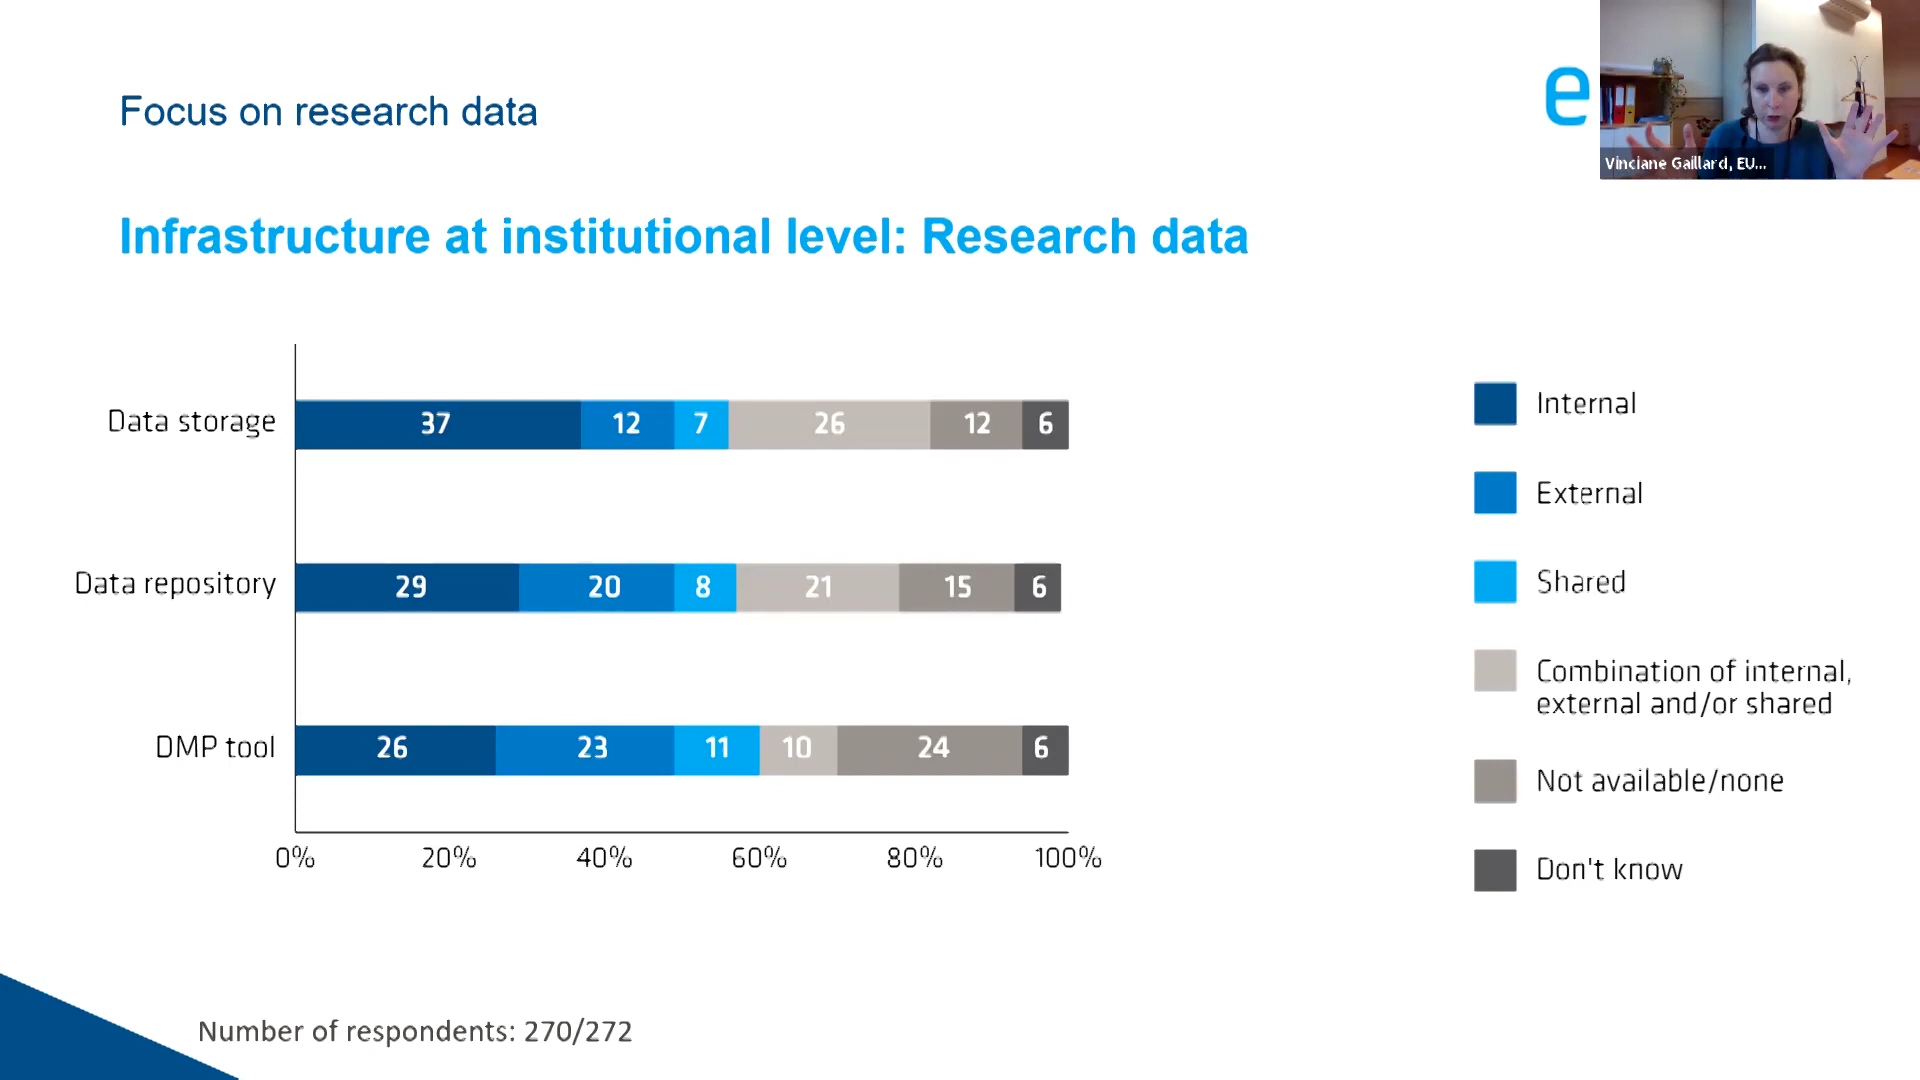 Focus on research data
e
Vinciane Gaillard, EU...
Infrastructure at institutional level: Research data
Data storage
37 12 7 26 12 6
Data repository
29 20 8 21 15 6
DMP tool
26 23 11 10 24 6
0% 20% 40% 60% 80% 100%
Internal
External
Shared
Combination of internal,
external and/or shared
Not available/none
Don't know
Number of respondents: 270/272